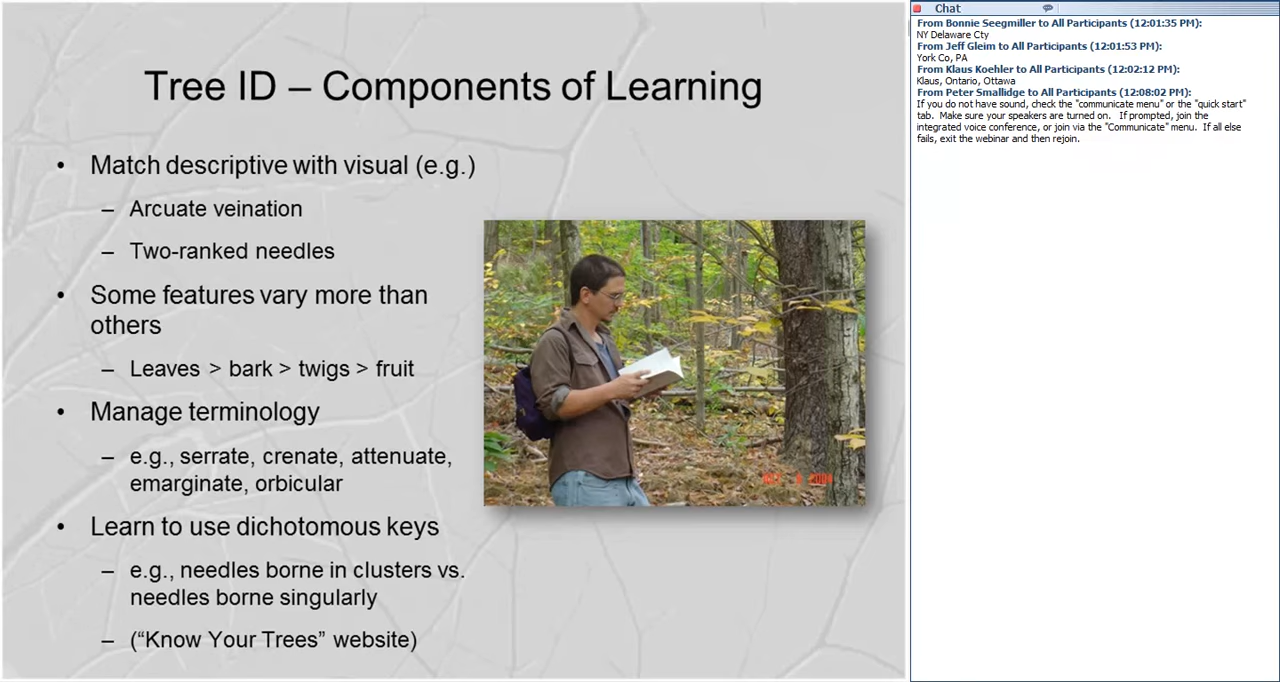 Tree ID – Components of Learning
• Match descriptive with visual (e.g.)
– Arcuate veination
– Two-ranked needles
• Some features vary more than
others
– Leaves > bark > twigs > fruit
• Manage terminology
– e.g., serrate, crenate, attenuate,
emarginate, orbicular
• Learn to use dichotomous keys
– e.g., needles borne in clusters vs.
needles borne singularly
– (“Know Your Trees” website)
Chat
From Bonnie Seegmiller to All Participants (12:01:35 PM):
NY Delaware Cty
From Jeff Gleim to All Participants (12:01:53 PM):
York Co, PA
From Klaus Koehler to All Participants (12:02:12 PM):
Klaus, Ontario, Ottawa
From Peter Smallidge to All Participants (12:08:02 PM):
If you do not have sound, check the "communicate menu" or the "quick start"
tab. Make sure your speakers are turned on. If prompted, join the
integrated voice conference, or join via the "Communicate" menu. If all else
fails, exit the webinar and then rejoin.